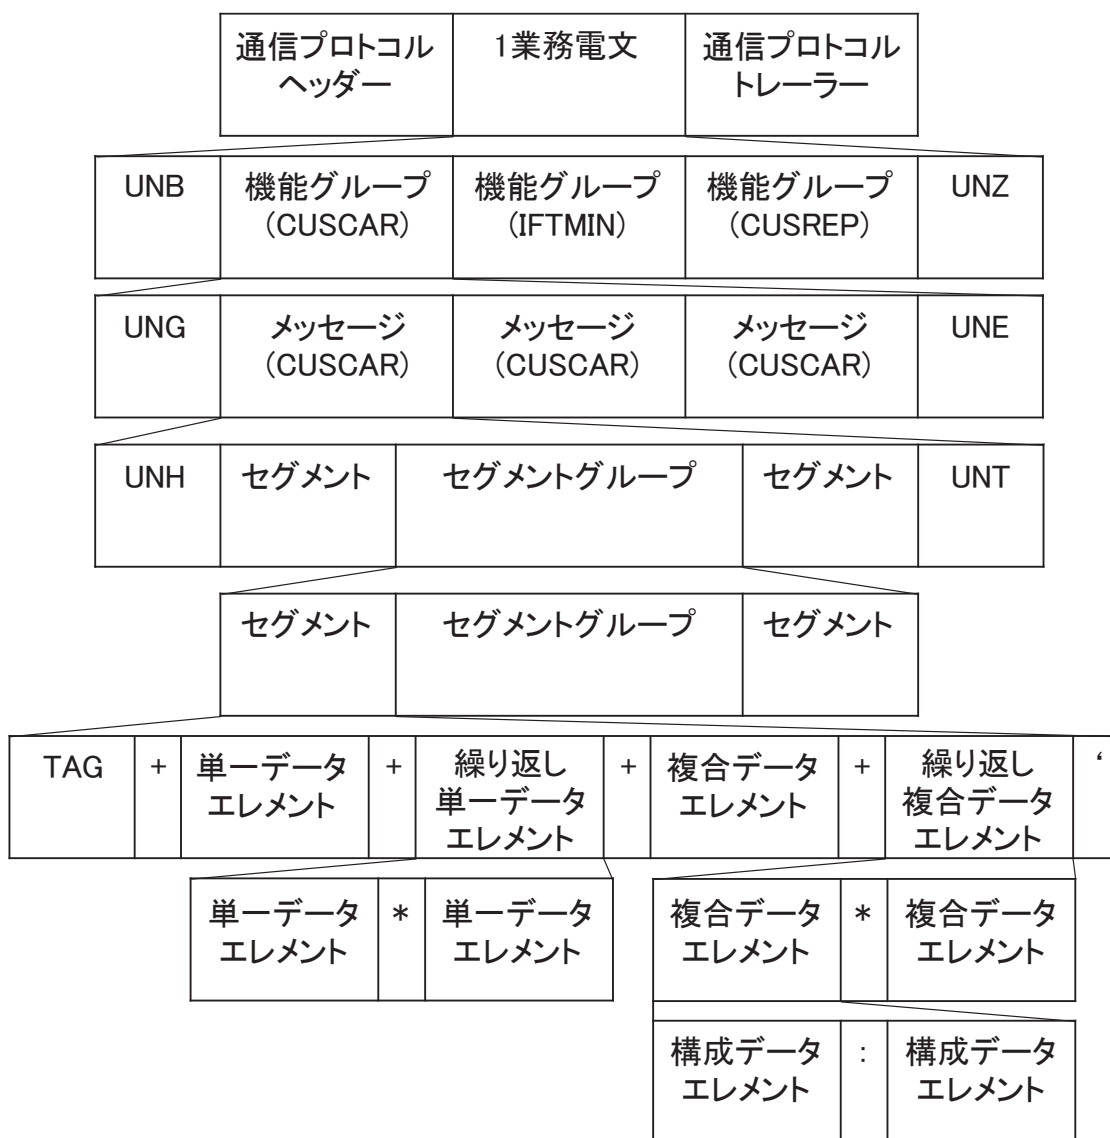 通信プロトコル 1業務電文 通信プロトコル
ヘッダー トレーラー
UNB 機能グループ 機能グループ 機能グループ UNZ
(CUSCAR) (IFTMIN) (CUSREP)
UNG メッセージ メッセージ メッセージ UNE
(CUSCAR) (CUSCAR) (CUSCAR)
UNH セグメント セグメントグループ セグメント UNT
セグメント セグメントグループ セグメント
TAG + 単一データ + 繰り返し + 複合データ + 繰り返し ‘
エレメント 単一データ エレメント 複合データ
エレメント エレメント
単一データ * 単一データ 複合データ * 複合データ
エレメント エレメント エレメント エレメント
構成データ : 構成データ
エレメント エレメント